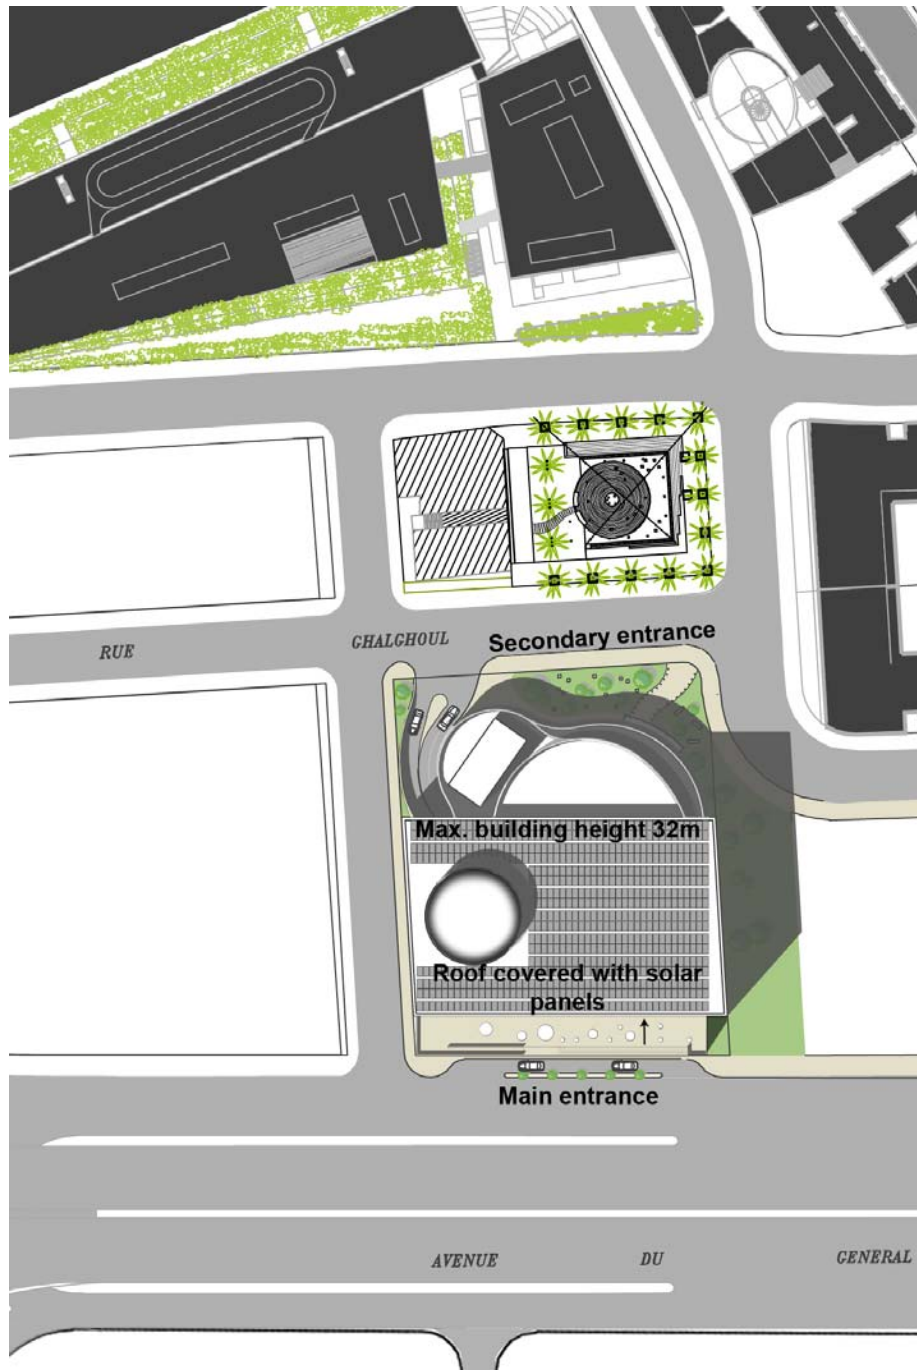 RUE
GHALGHOUL
Secondary entrance
Max. building height 32m
Roof covered with solar
panels
Main entrance
AVENUE DU GENERAL